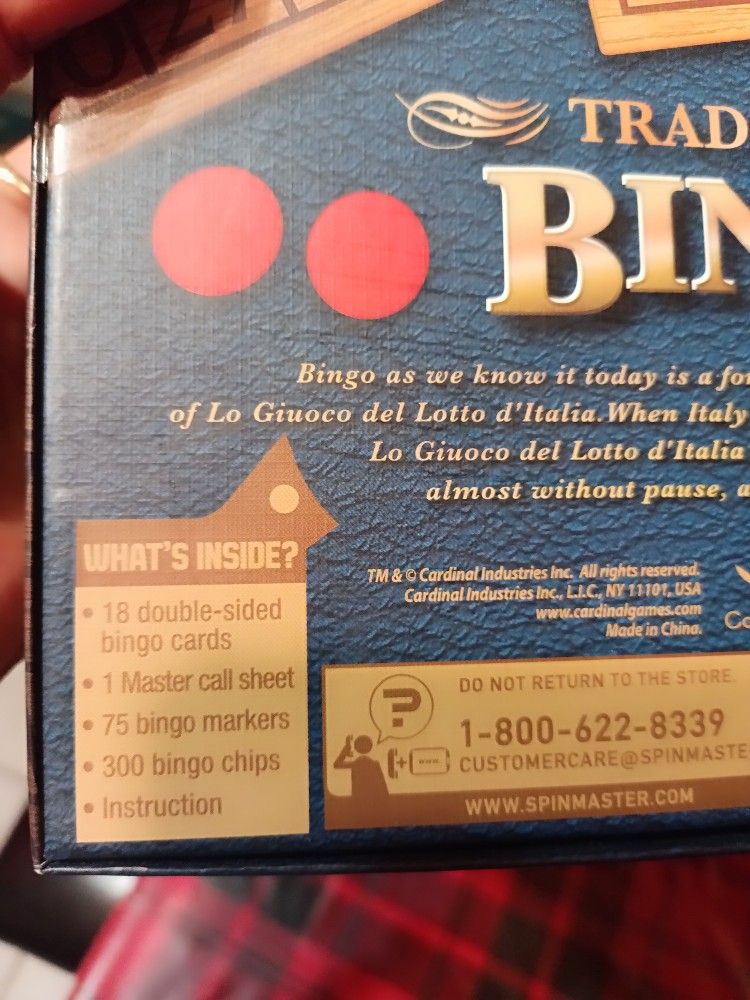 TRAD
BIN
Bingo as we know it today is a for
of Lo Giuoco del Lotto d'Italia. When Italy
Lo Giuoco del Lotto d'Italia
almost without pause, a
WHAT'S INSIDE?
• 18 double-sided
bingo cards
• 1 Master call sheet
• 75 bingo markers
• 300 bingo chips
• Instruction
TM & © Cardinal Industries Inc. All rights reserved.
Cardinal Industries Inc., L.I.C., NY 11101, USA
www.cardinalgames.com
Made in China.
Co
?
DO NOT RETURN TO THE STORE.
1-800-622-8339
CUSTOMERCARE@SPINMASTE
WWW.SPINMASTER.COM